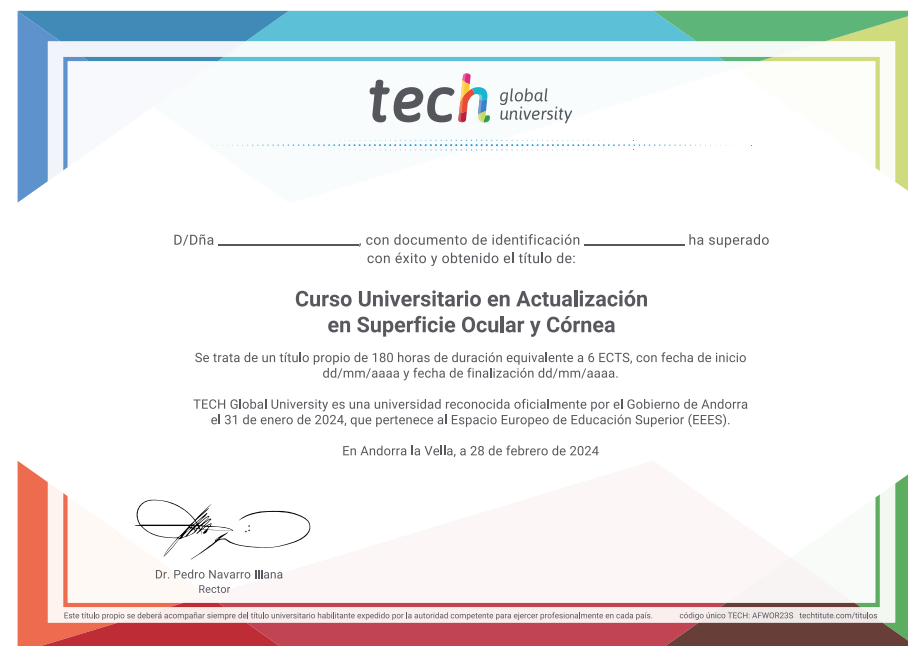 tech global university
D/Dña ____________________, con documento de identificación ______________ ha superado
con éxito y obtenido el título de:
Curso Universitario en Actualización
en Superficie Ocular y Córnea
Se trata de un título propio de 180 horas de duración equivalente a 6 ECTS, con fecha de inicio
dd/mm/aaaa y fecha de finalización dd/mm/aaaa.
TECH Global University es una universidad reconocida oficialmente por el Gobierno de Andorra
el 31 de enero de 2024, que pertenece al Espacio Europeo de Educación Superior (EEES).
En Andorra la Vella, a 28 de febrero de 2024
Dr. Pedro Navarro Illana
Rector
Este título propio se deberá acompañar siempre del título universitario habilitante expedido por la autoridad competente para ejercer profesionalmente en cada país. código único TECH: AFWOR23S techtitute.com/titulos